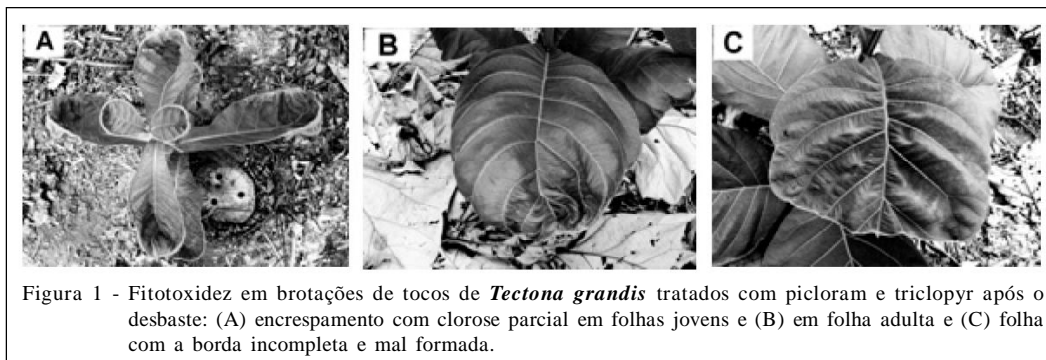 A
B
C
Figura 1 - Fitotoxidez em brotações de tocos de Tectona grandis tratados com picloram e triclopyr após o
desbaste: (A) encrespamento com clorose parcial em folhas jovens e (B) em folha adulta e (C) folha
com a borda incompleta e mal formada.